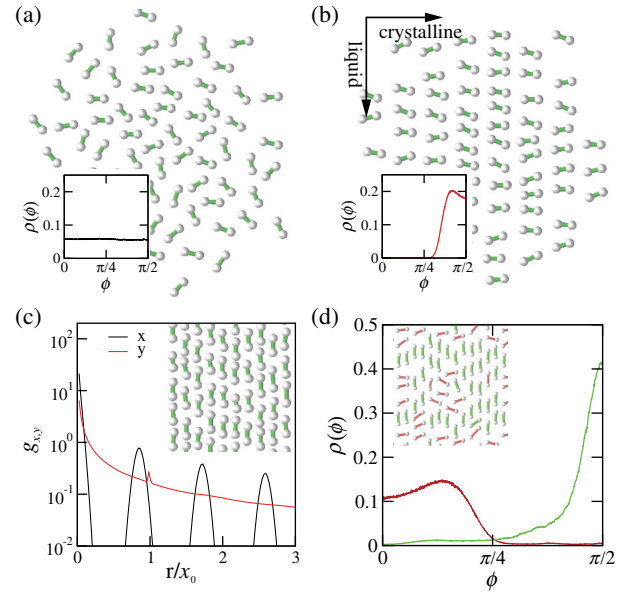 (a)
(b)
crystalline
liquid
0.2
0.1
0
ρ(ϕ)
0
π/4
π/2
ϕ
0.2
0.1
0
ρ(ϕ)
0
π/4
π/2
ϕ
(c)
x
y
10²
10¹
10⁰
10⁻¹
10⁻²
gₓ,ᵧ
0
1
2
3
r/x₀
(d)
0.5
0.4
0.3
0.2
0.1
0
ρ(ϕ)
0
π/4
π/2
ϕ